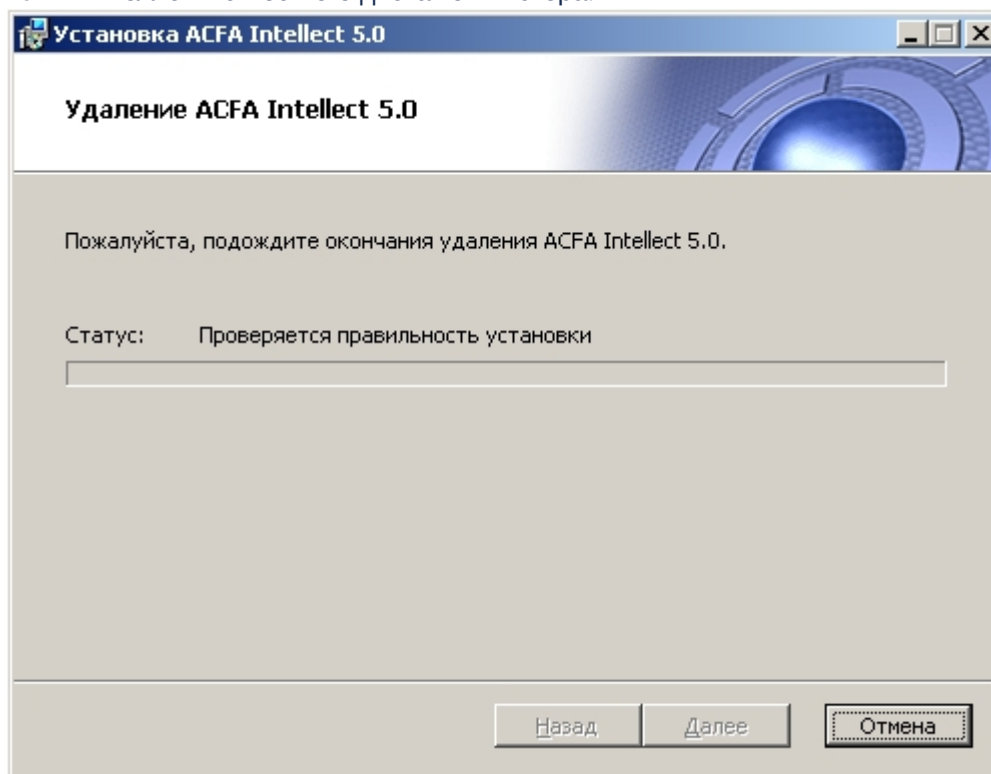 Установка ACFA Intellect 5.0
Удаление ACFA Intellect 5.0
Пожалуйста, подождите окончания удаления ACFA Intellect 5.0.
Статус: Проверяется правильность установки
Назад Далее Отмена